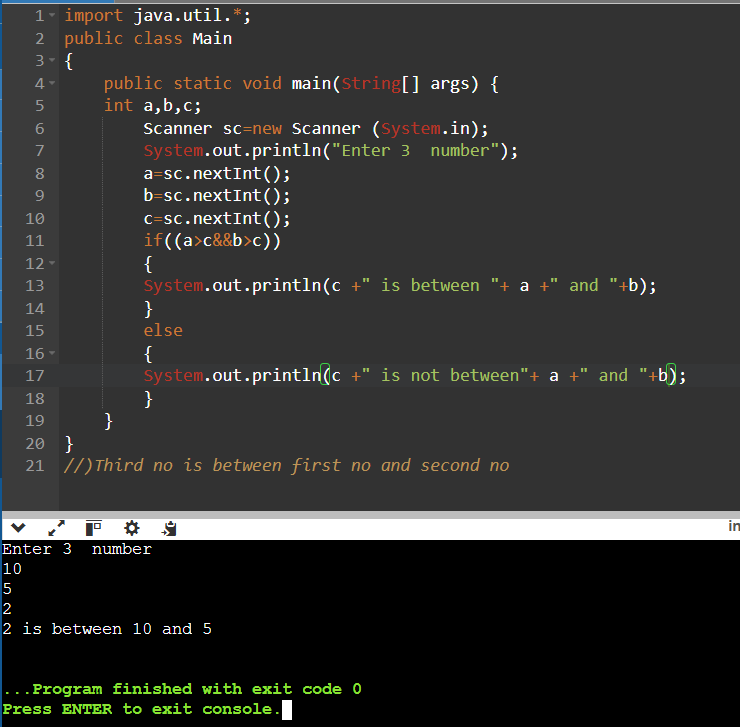 1 import java.util.*;
2 public class Main
3 {
4 public static void main(String[] args) {
5 int a,b,c;
6 Scanner sc=new Scanner (System.in);
7 System.out.println("Enter 3  number");
8 a=sc.nextInt();
9 b=sc.nextInt();
10 c=sc.nextInt();
11 if((a>c&&b>c))
12 {
13 System.out.println(c +" is between "+ a +" and "+b);
14 }
15 else
16 {
17 System.out.println(c +" is not between"+ a +" and "+b);
18 }
19 }
20 }
21 //)Third no is between first no and second no
in
Enter 3  number
10
5
2
2 is between 10 and 5
...Program finished with exit code 0
Press ENTER to exit console.